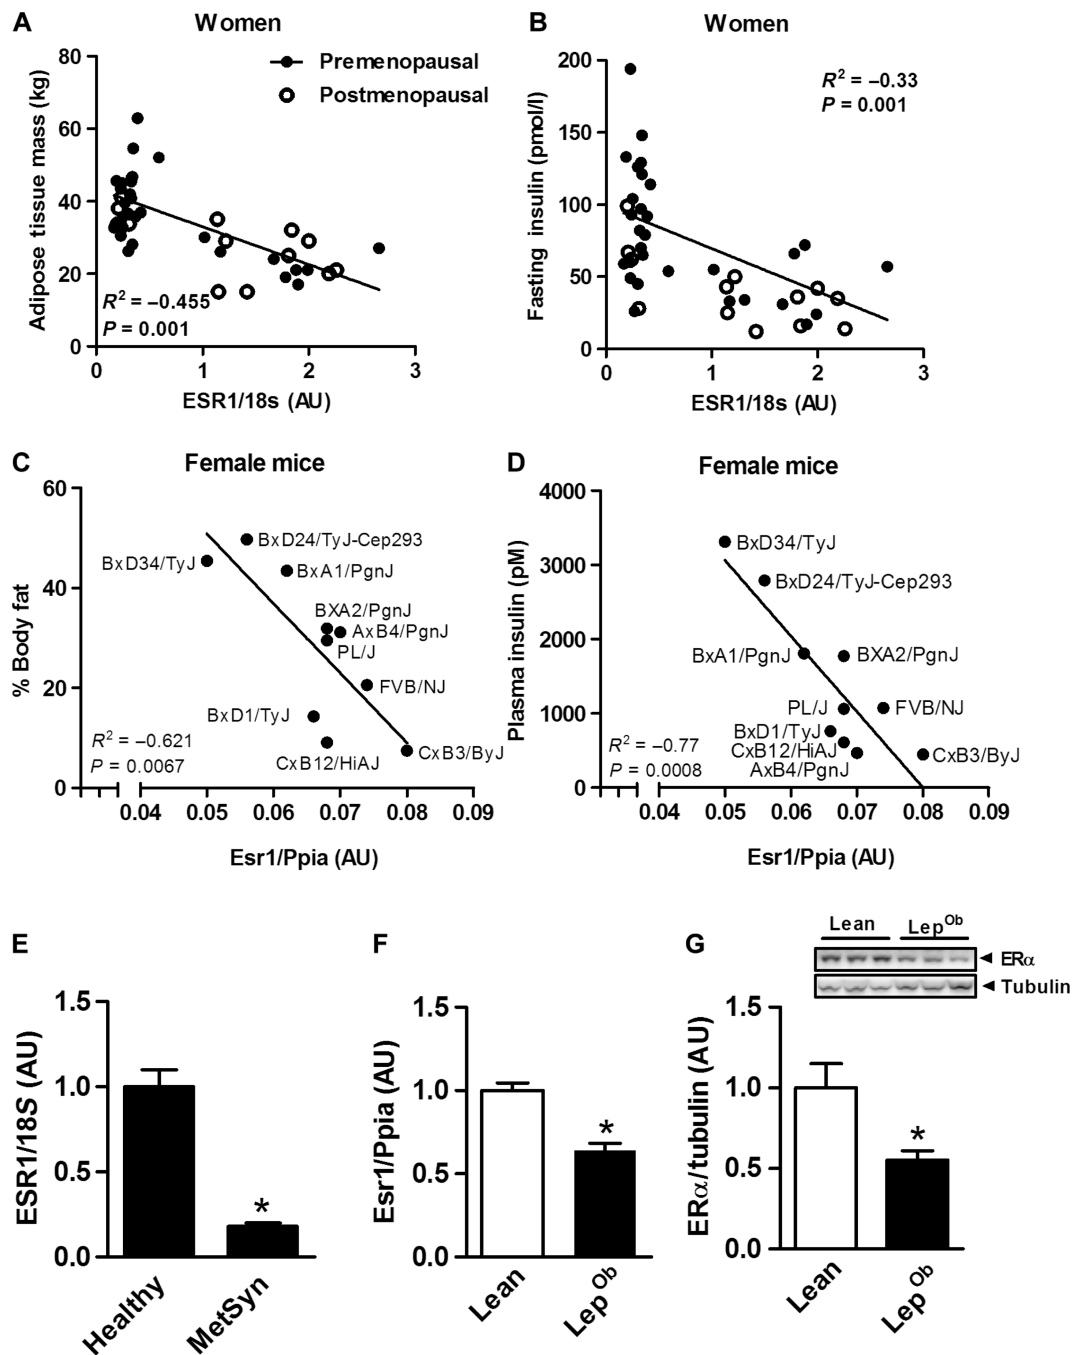 A
Women
80
60
40
20
0
Adipose tissue mass (kg)
Premenopausal
Postmenopausal
R² = –0.455
P = 0.001
0 1 2 3
ESR1/18s (AU)
B
Women
200
150
100
50
0
Fasting insulin (pmol/l)
R² = –0.33
P = 0.001
0 1 2 3
ESR1/18s (AU)
C
Female mice
60
40
20
0
% Body fat
BxD24/TyJ-Cep293
BxD34/TyJ
BxA1/PgnJ
BXA2/PgnJ
AxB4/PgnJ
PL/J
FVB/NJ
BxD1/TyJ
CxB3/ByJ
CxB12/HiAJ
R² = –0.621
P = 0.0067
0 0.04 0.05 0.06 0.07 0.08 0.09
Esr1/Ppia (AU)
D
Female mice
4000
3000
2000
1000
0
Plasma insulin (pM)
BxD34/TyJ
BxD24/TyJ-Cep293
BxA1/PgnJ
BXA2/PgnJ
PL/J
FVB/NJ
BxD1/TyJ
CxB12/HiAJ
CxB3/ByJ
AxB4/PgnJ
R² = –0.77
P = 0.0008
0.04 0.05 0.06 0.07 0.08 0.09
Esr1/Ppia (AU)
E
1.5
1.0
0.5
0.0
ESR1/18S (AU)
*
Healthy
MetSyn
F
1.5
1.0
0.5
0.0
Esr1/Ppia (AU)
*
Lean
Lep^Ob
G
Lean Lep^Ob
ERα
Tubulin
1.5
1.0
0.5
0.0
ERα/tubulin (AU)
*
Lean
Lep^Ob